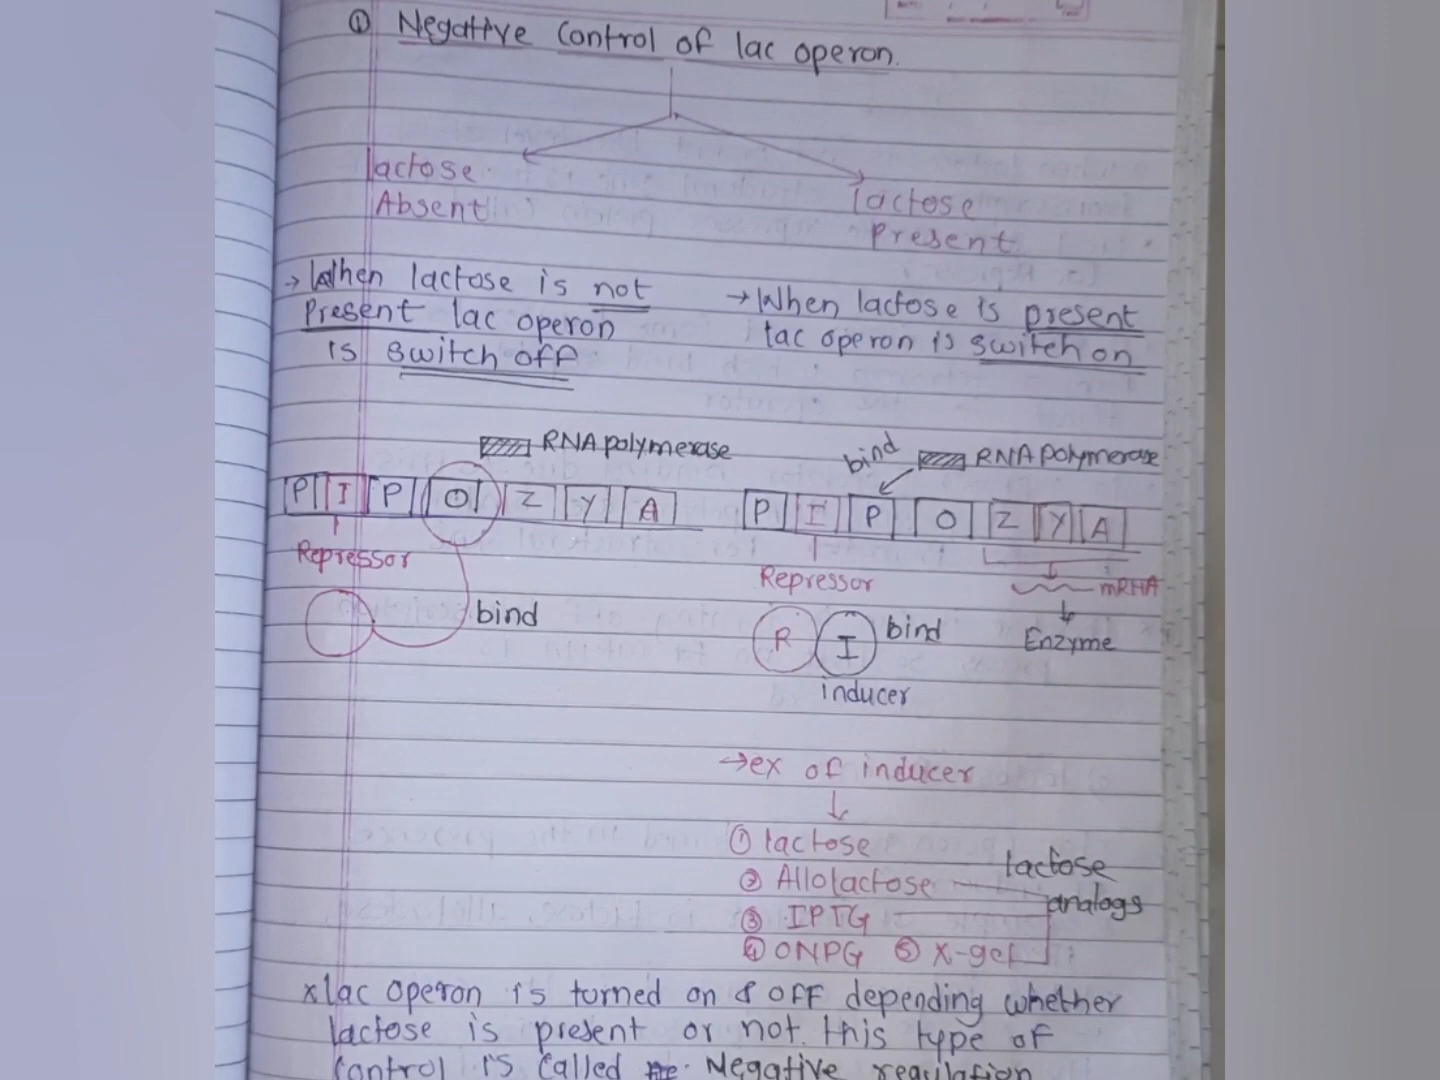 ① Negative control of lac operon.
lactose Absent
lactose present
→ When lactose is not present lac operon is switch off
→ When lactose is present lac operon is switch on
RNA polymerase
P I P O Z Y A
Repressor
bind
bind
RNA polymerase
P I P O Z Y A
Repressor
mRNA
R I bind
Enzyme
inducer
→ ex of inducer
① lactose
② Allolactose
③ IPTG
④ ONPG ⑤ X-gel
lactose analogs
x lac operon is turned on & OFF depending whether
lactose is present or not. this type of
control is called Negative regulation